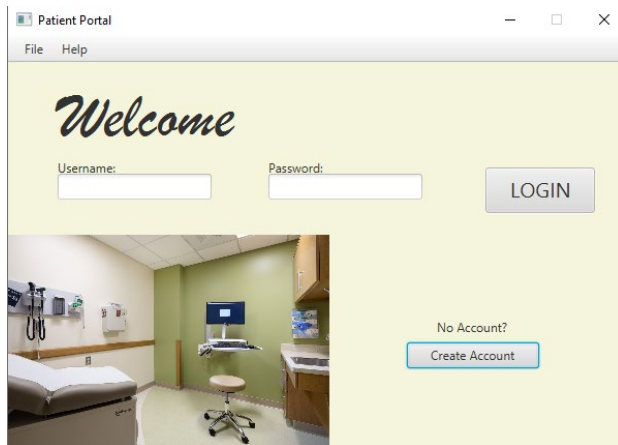 Patient Portal
File Help
Welcome
Username: Password:
LOGIN
No Account?
Create Account